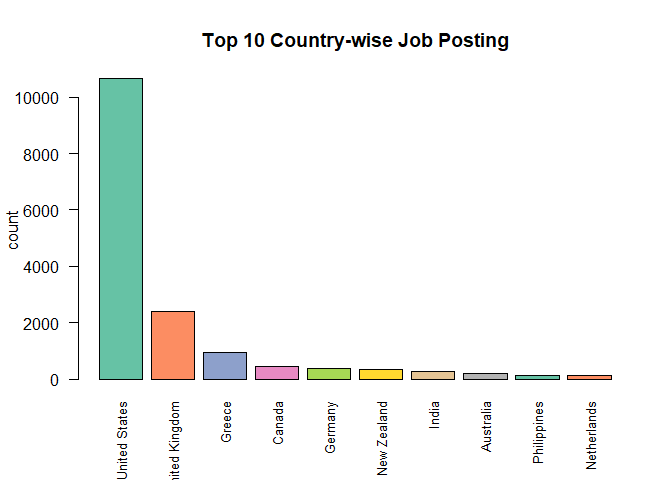 Top 10 Country-wise Job Posting
count
10000
8000
6000
4000
2000
0
United States
nited Kingdom
Greece
Canada
Germany
New Zealand
India
Australia
Philippines
Netherlands